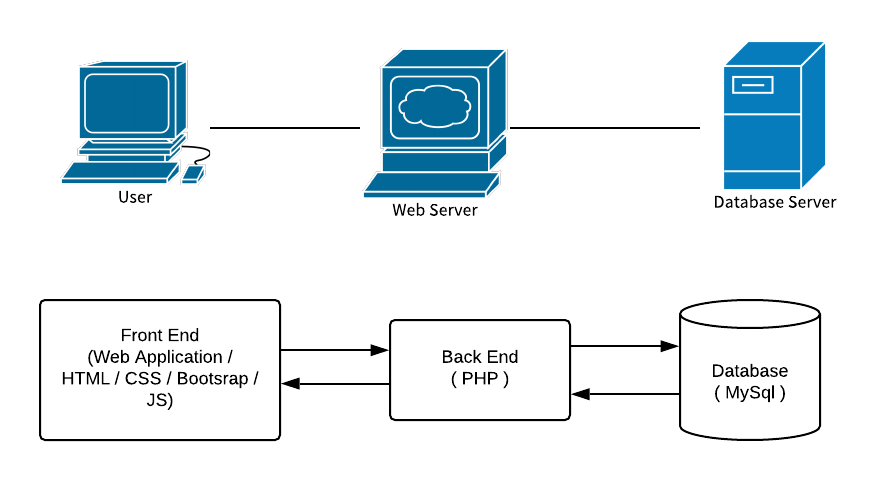 User
Web Server
Database Server
Front End
(Web Application /
HTML / CSS / Bootsrap /
JS)
Back End
( PHP )
Database
( MySql )